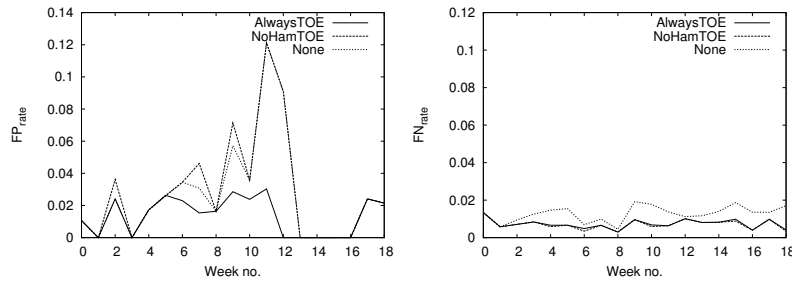 AlwaysTOE
NoHamTOE
None
FPrate
0.14
0.12
0.1
0.08
0.06
0.04
0.02
0
0 2 4 6 8 10 12 14 16 18
Week no.
AlwaysTOE
NoHamTOE
None
FNrate
0.12
0.1
0.08
0.06
0.04
0.02
0
0 2 4 6 8 10 12 14 16 18
Week no.